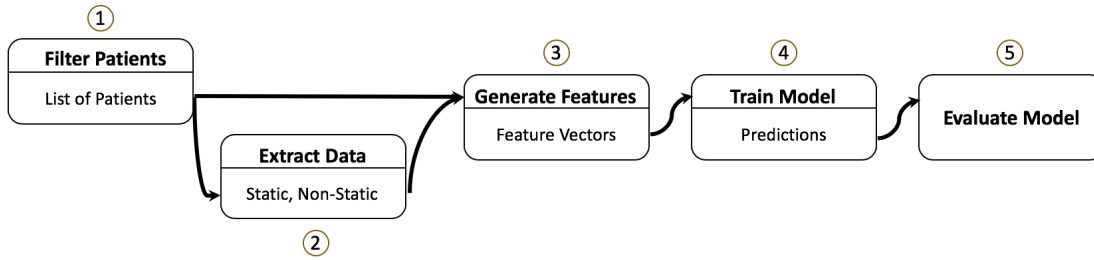 1
Filter Patients
List of Patients
2
Extract Data
Static, Non-Static
3
Generate Features
Feature Vectors
4
Train Model
Predictions
5
Evaluate Model